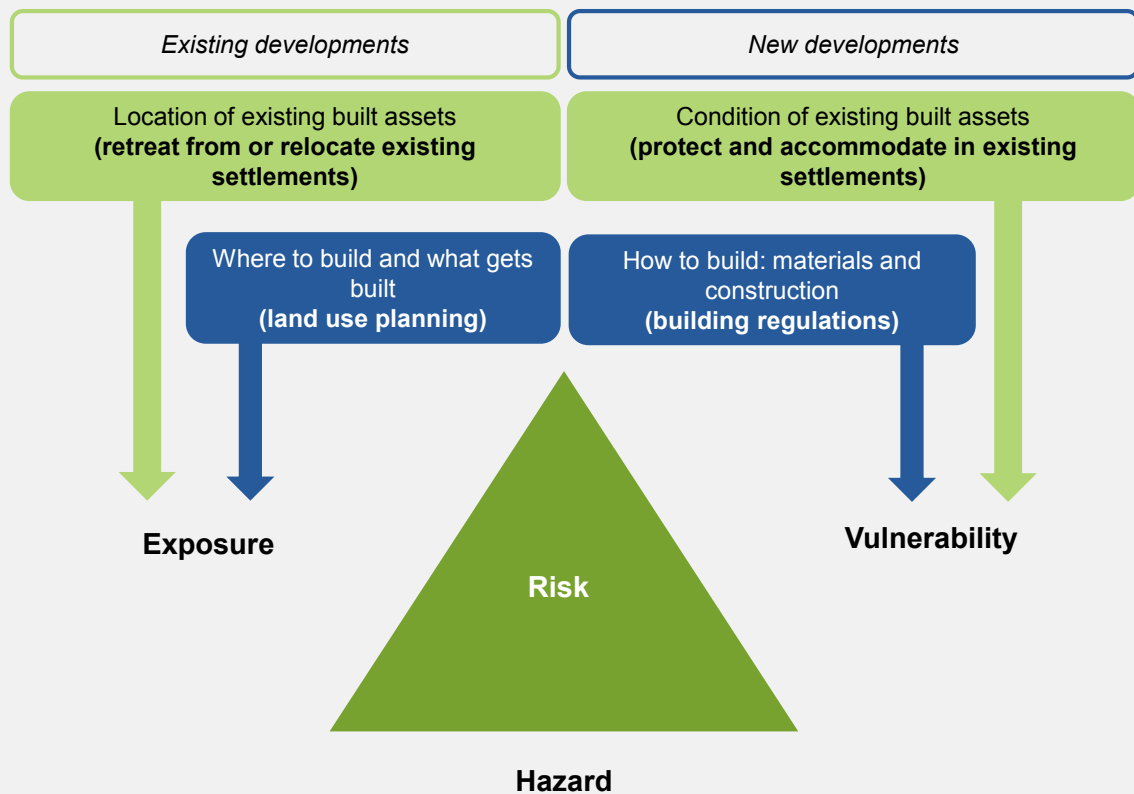 Existing developments
New developments
Location of existing built assets
(retreat from or relocate existing
settlements)
Condition of existing built assets
(protect and accommodate in existing
settlements)
Where to build and what gets
built
(land use planning)
How to build: materials and
construction
(building regulations)
Exposure
Vulnerability
Risk
Hazard